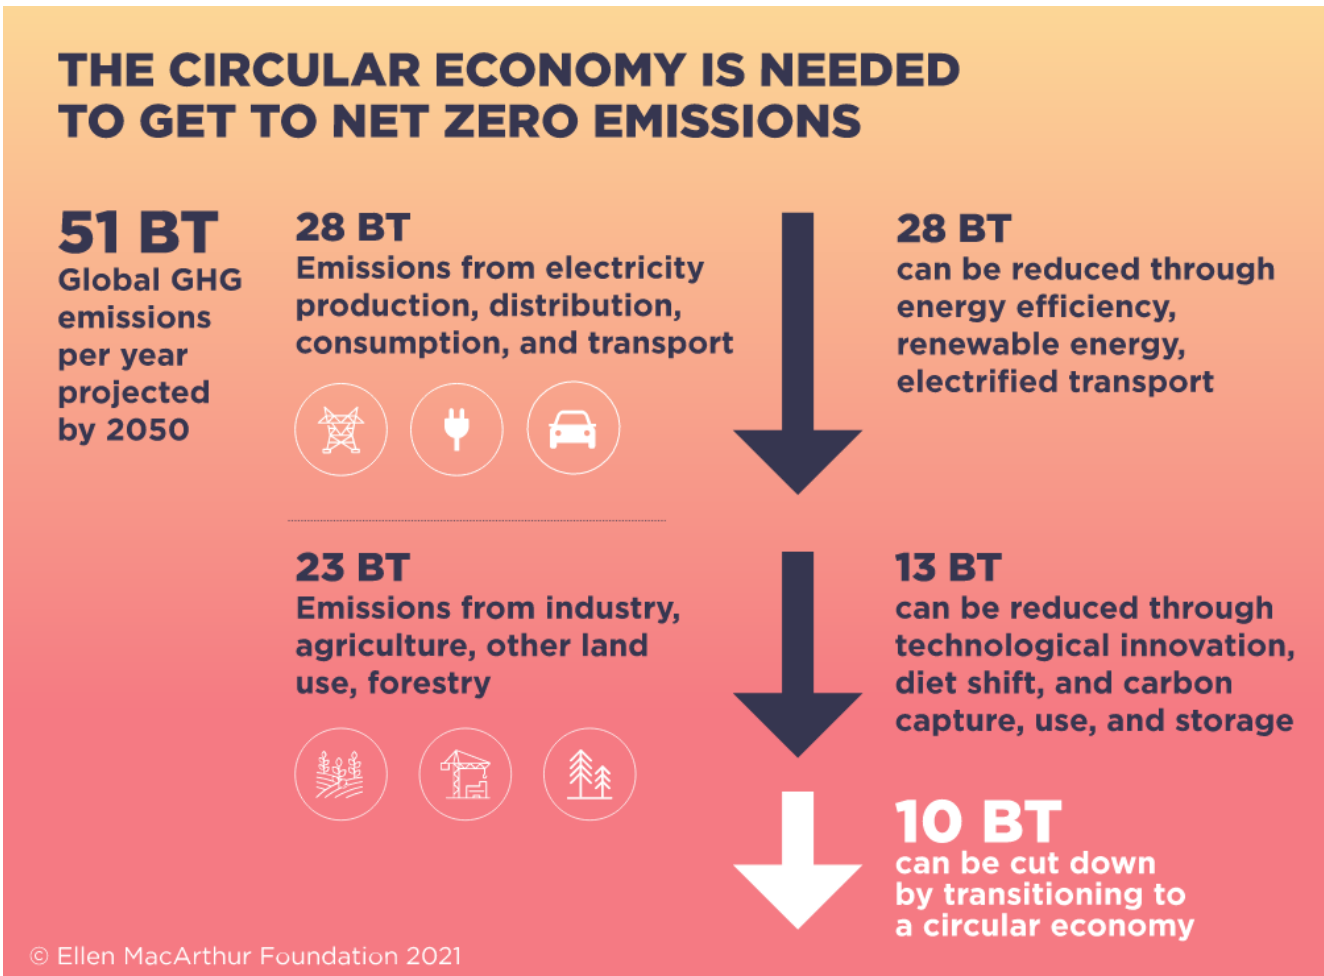 THE CIRCULAR ECONOMY IS NEEDED
TO GET TO NET ZERO EMISSIONS
51 BT
Global GHG
emissions
per year
projected
by 2050
28 BT
Emissions from electricity
production, distribution,
consumption, and transport
28 BT
can be reduced through
energy efficiency,
renewable energy,
electrified transport
23 BT
Emissions from industry,
agriculture, other land
use, forestry
13 BT
can be reduced through
technological innovation,
diet shift, and carbon
capture, use, and storage
10 BT
can be cut down
by transitioning to
a circular economy
© Ellen MacArthur Foundation 2021